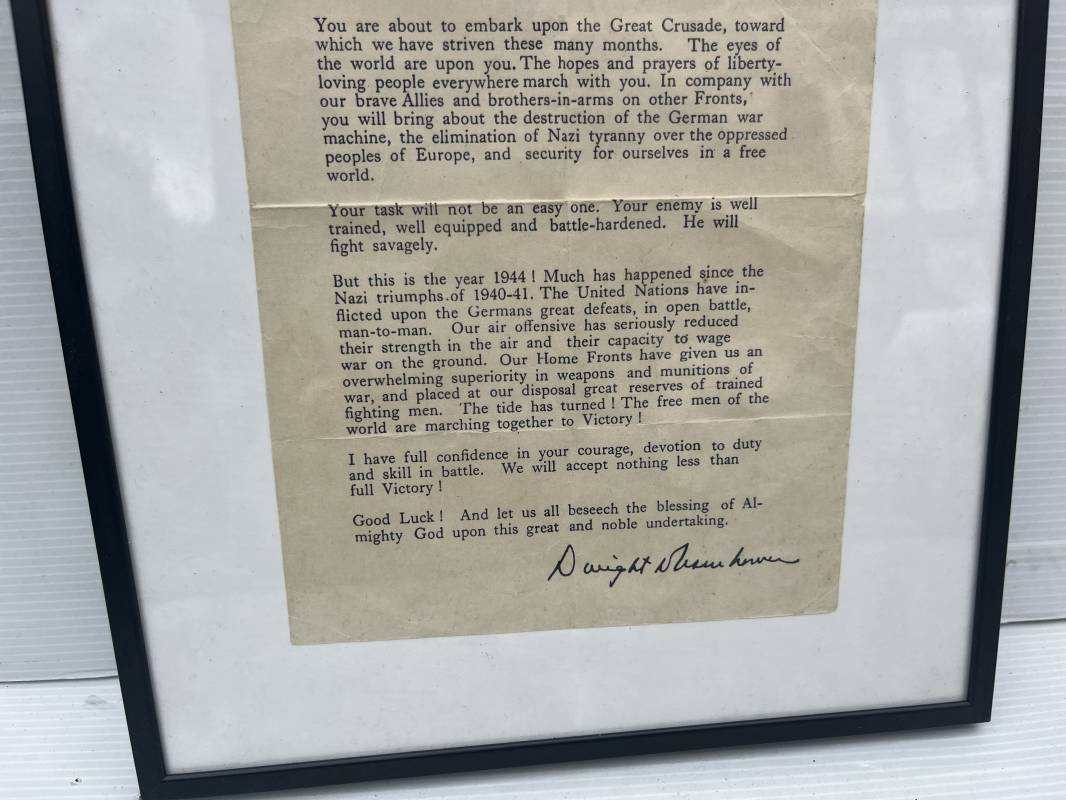 You are about to embark upon the Great Crusade, toward
which we have striven these many months. The eyes of
the world are upon you. The hopes and prayers of liberty-
loving people everywhere march with you. In company with
our brave Allies and brothers-in-arms on other Fronts,
you will bring about the destruction of the German war
machine, the elimination of Nazi tyranny over the oppressed
peoples of Europe, and security for ourselves in a free
world.
Your task will not be an easy one. Your enemy is well
trained, well equipped and battle-hardened. He will
fight savagely.
But this is the year 1944 ! Much has happened since the
Nazi triumphs of 1940-41. The United Nations have in-
flicted upon the Germans great defeats, in open battle,
man-to-man. Our air offensive has seriously reduced
their strength in the air and their capacity to wage
war on the ground. Our Home Fronts have given us an
overwhelming superiority in weapons and munitions of
war, and placed at our disposal great reserves of trained
fighting men. The tide has turned ! The free men of the
world are marching together to Victory !
I have full confidence in your courage, devotion to duty
and skill in battle. We will accept nothing less than
full Victory !
Good Luck ! And let us all beseech the blessing of Al-
mighty God upon this great and noble undertaking.
Dwight D Eisenhower